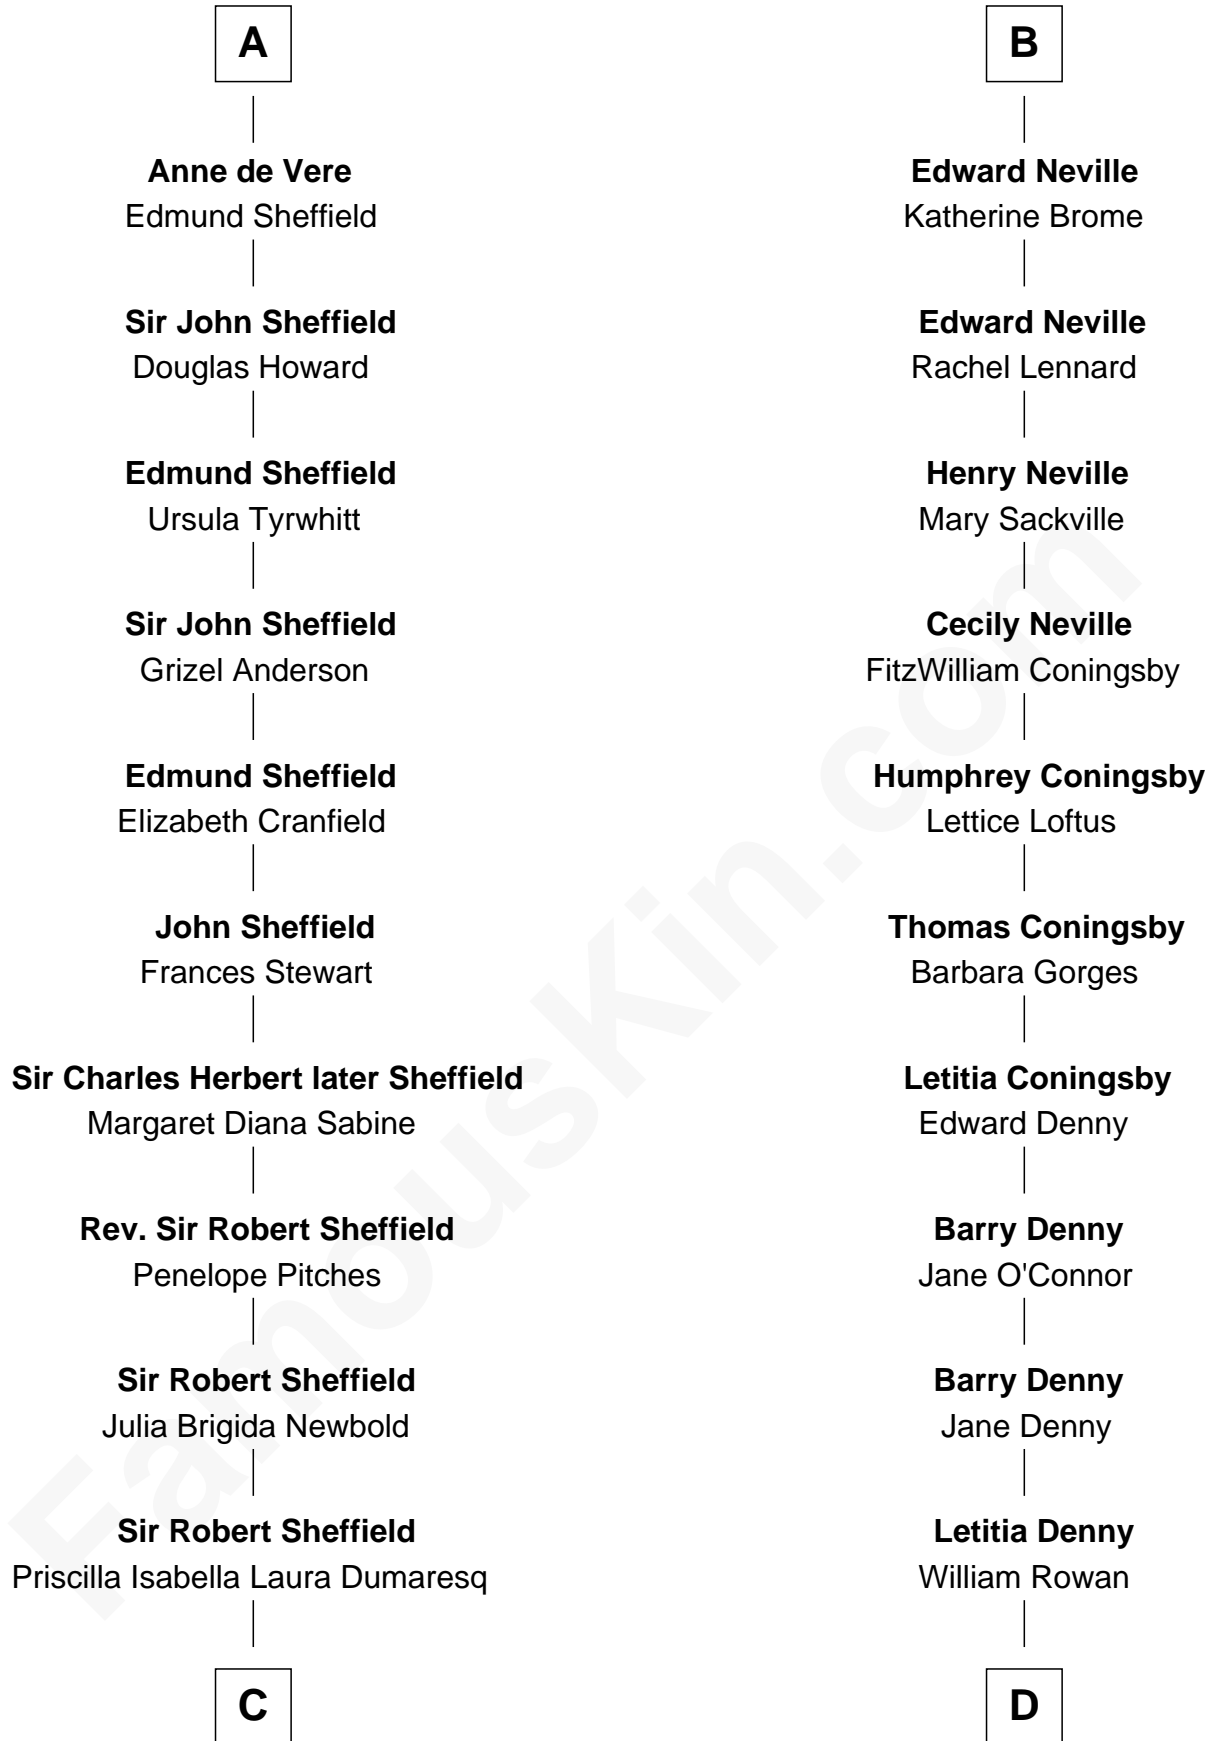 A
Anne de Vere
Edmund Sheffield
Sir John Sheffield
Douglas Howard
Edmund Sheffield
Ursula Tyrwhitt
Sir John Sheffield
Grizel Anderson
Edmund Sheffield
Elizabeth Cranfield
John Sheffield
Frances Stewart
Sir Charles Herbert later Sheffield
Margaret Diana Sabine
Rev. Sir Robert Sheffield
Penelope Pitches
Sir Robert Sheffield
Julia Brigida Newbold
Sir Robert Sheffield
Priscilla Isabella Laura Dumaresq
C
B
Edward Neville
Katherine Brome
Edward Neville
Rachel Lennard
Henry Neville
Mary Sackville
Cecily Neville
FitzWilliam Coningsby
Humphrey Coningsby
Lettice Loftus
Thomas Coningsby
Barbara Gorges
Letitia Coningsby
Edward Denny
Barry Denny
Jane O'Connor
Barry Denny
Jane Denny
Letitia Denny
William Rowan
D
FamousKin.com